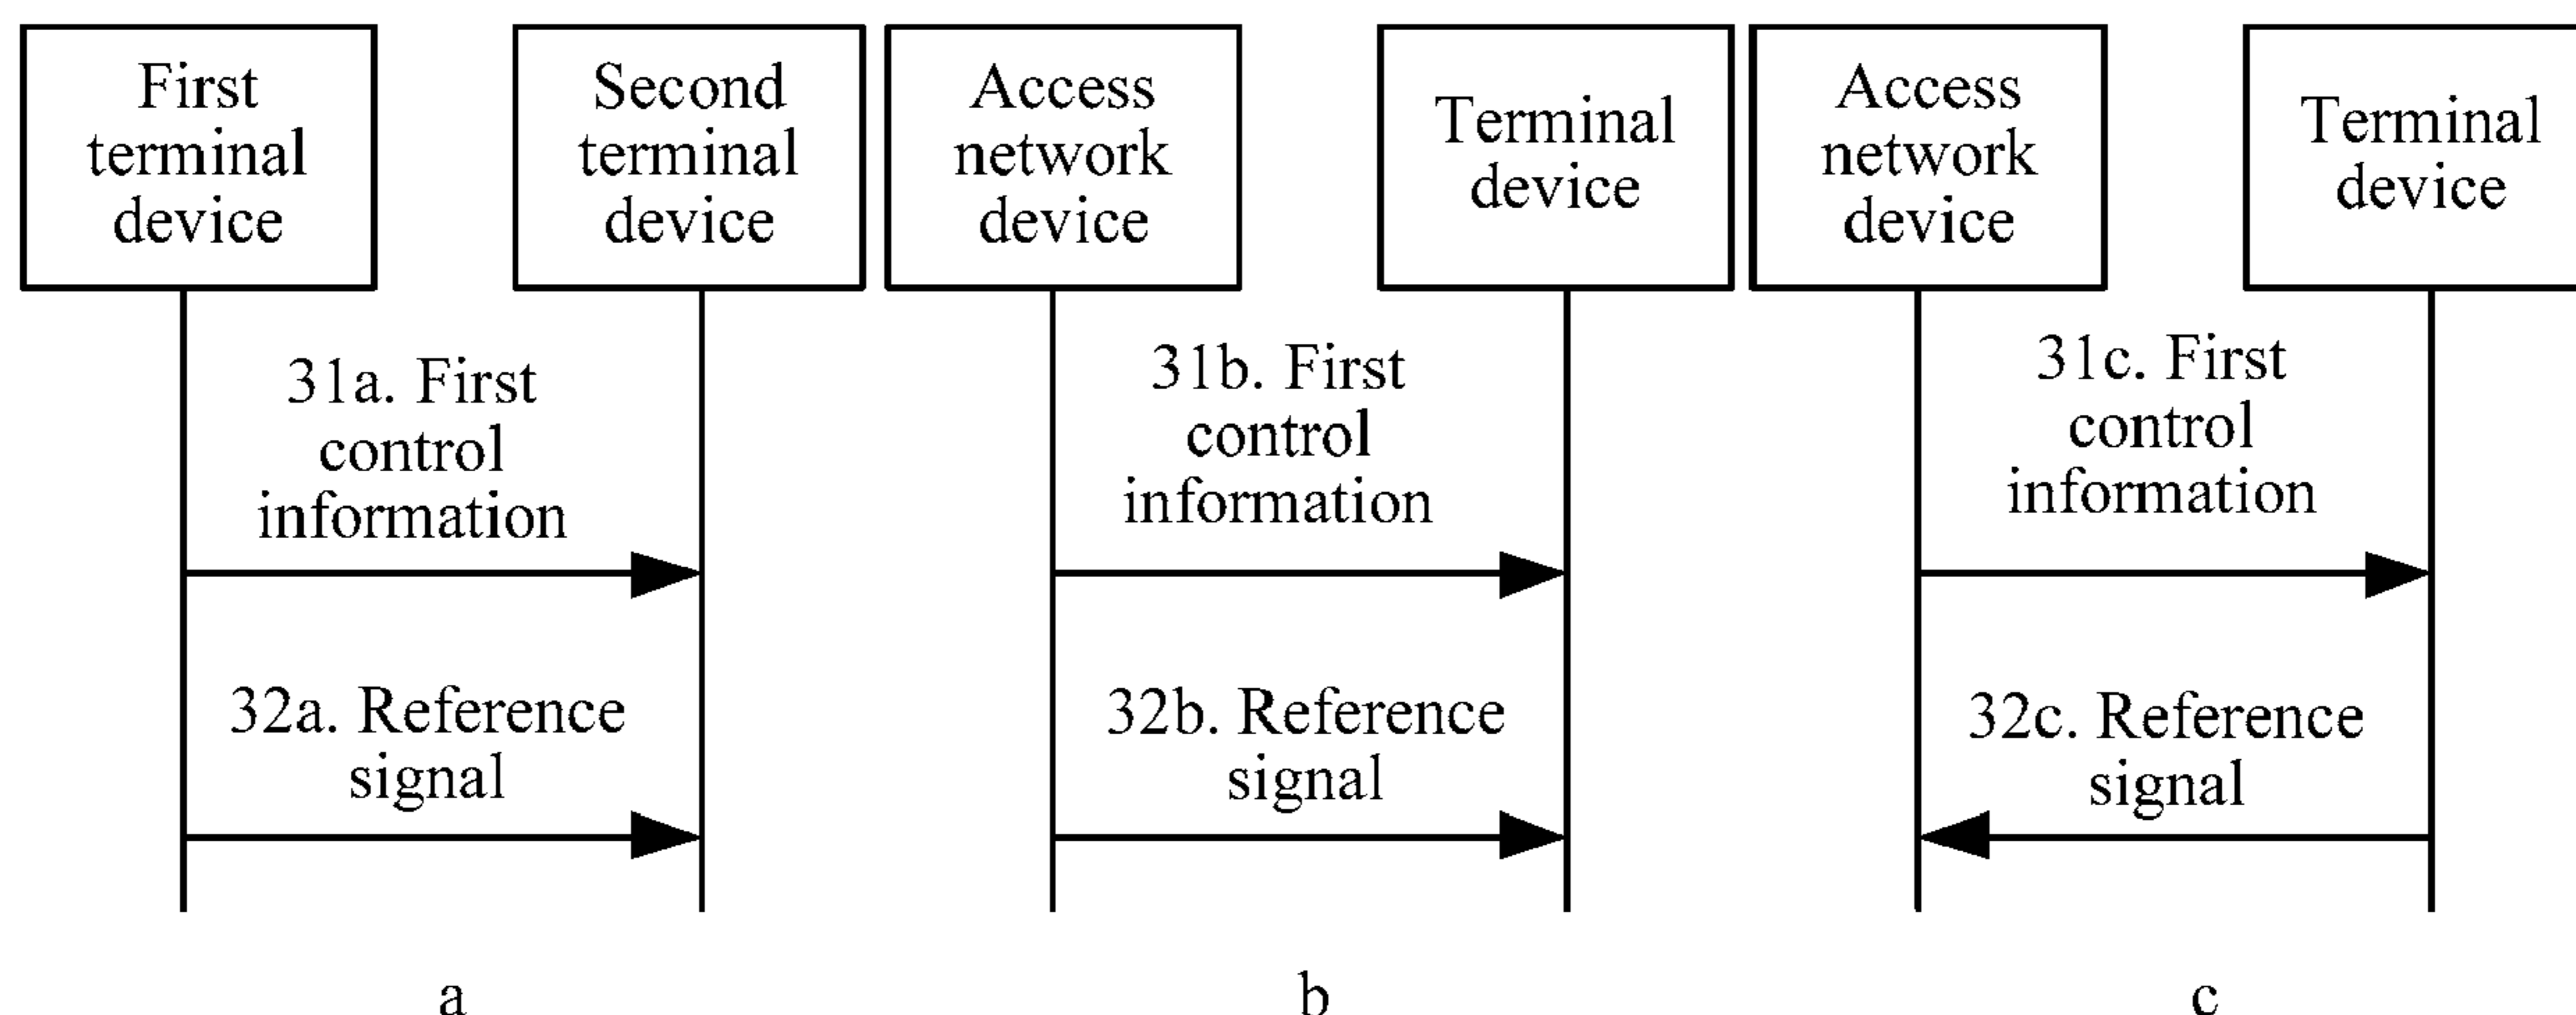 First
terminal
device
Second
terminal
device
Access
network
device
Terminal
device
Access
network
device
Terminal
device
31a. First
control
information
31b. First
control
information
31c. First
control
information
32a. Reference
signal
32b. Reference
signal
32c. Reference
signal
a
b
c